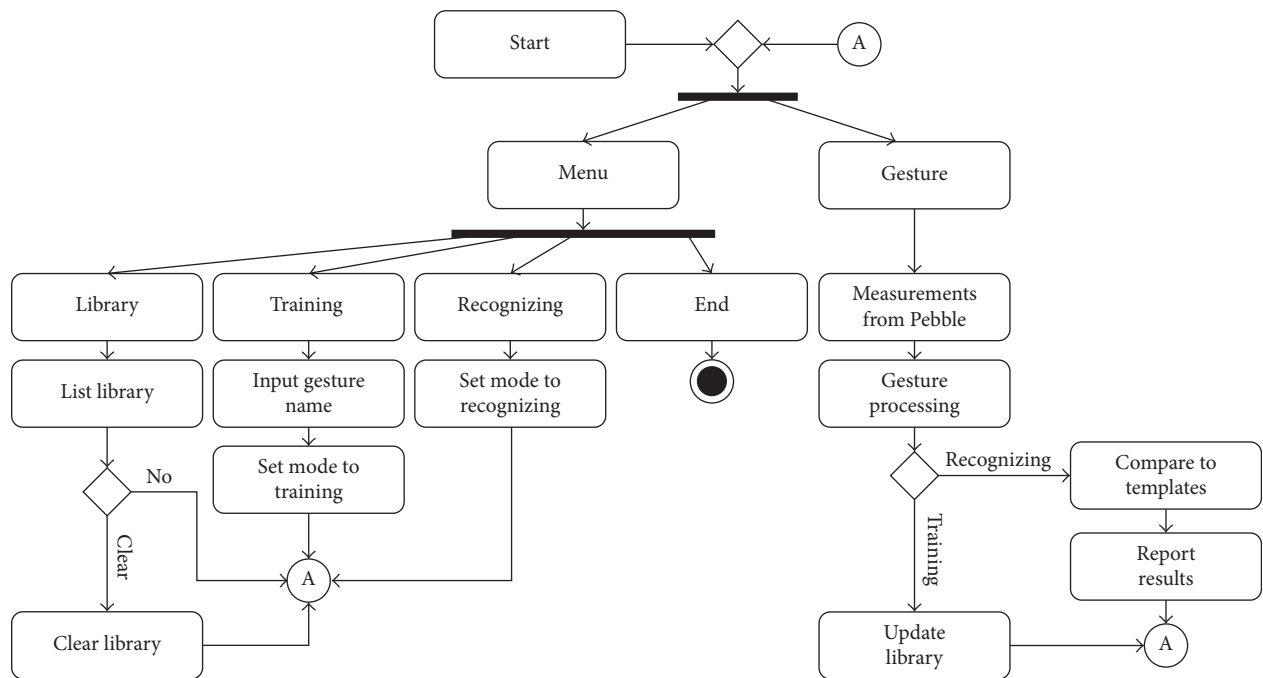 Start
A
Menu
Gesture
Library
Training
Recognizing
End
Measurements
from Pebble
List library
Input gesture
name
Set mode to
recognizing
Gesture
processing
No
Set mode to
training
Recognizing
Compare to
templates
Clear
Training
A
Report
results
Clear library
Update
library
A